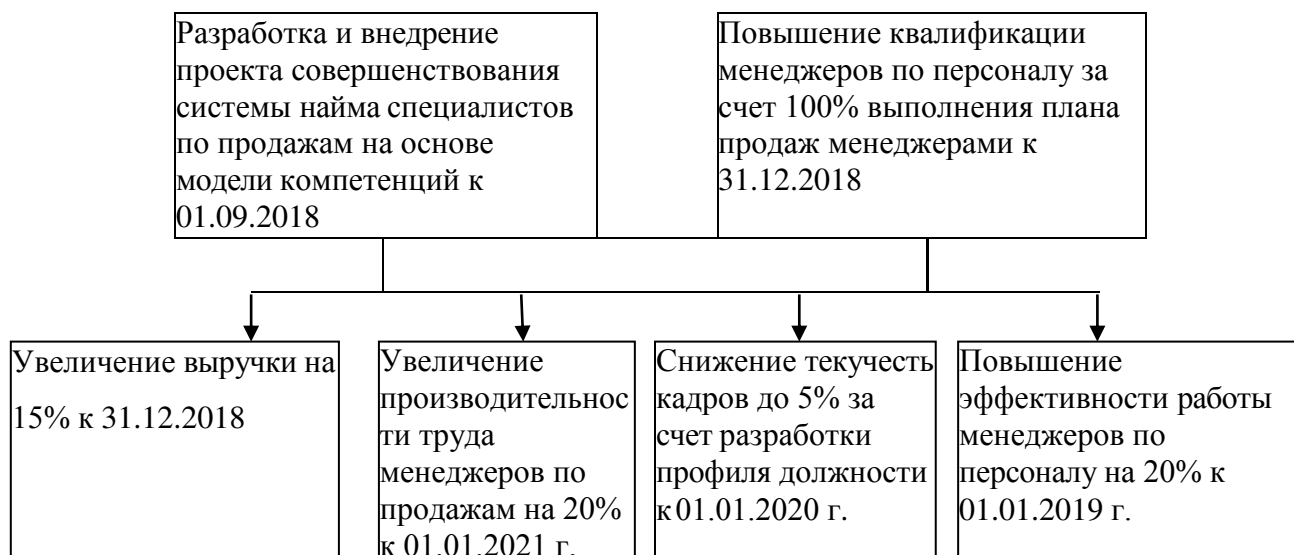 Разработка и внедрение
проекта совершенствования
системы найма специалистов
по продажам на основе
модели компетенций к
01.09.2018
Повышение квалификации
менеджеров по персоналу за
счет 100% выполнения плана
продаж менеджерами к
31.12.2018
Увеличение выручки на
15% к 31.12.2018
Увеличение
производительнос
ти труда
менеджеров по
продажам на 20%
к 01.01.2021 г.
Снижение текучесть
кадров до 5% за
счет разработки
профиля должности
к 01.01.2020 г.
Повышение
эффективности работы
менеджеров по
персоналу на 20% к
01.01.2019 г.